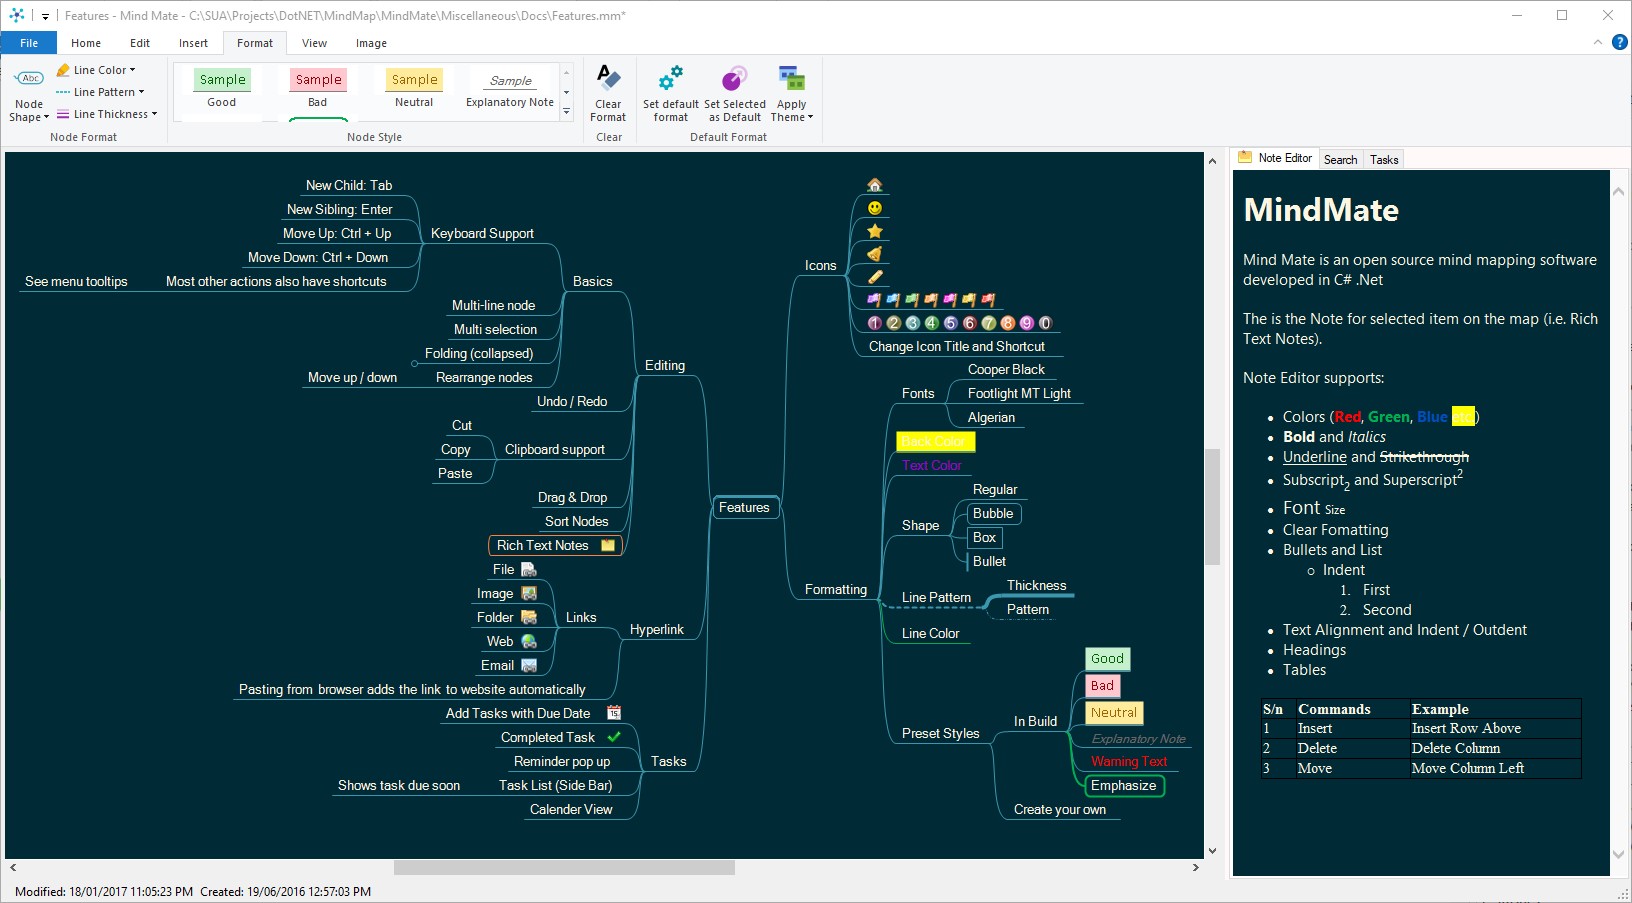 Features - Mind Mate - C:\SUA\Projects\DotNET\MindMap\MindMate\Miscellaneous\Docs\Features.mm*
File Home Edit Insert Format View Image
Abc
Node Shape
Line Color
Line Pattern
Line Thickness
Node Format
Sample Sample Sample Sample
Good Bad Neutral Explanatory Note
Node Style
Clear Format
Clear
Set default format
Set Selected as Default
Apply Theme
Default Format
New Child: Tab
New Sibling: Enter
Move Up: Ctrl + Up
Move Down: Ctrl + Down
See menu tooltips
Most other actions also have shortcuts
Keyboard Support
Basics
Multi-line node
Multi selection
Folding (collapsed)
Move up / down
Rearrange nodes
Editing
Undo / Redo
Cut
Copy
Paste
Clipboard support
Drag & Drop
Sort Nodes
Rich Text Notes
File
Image
Folder
Web
Email
Links
Hyperlink
Pasting from browser adds the link to website automatically
Add Tasks with Due Date
15
Completed Task
Reminder pop up
Shows task due soon
Task List (Side Bar)
Calender View
Tasks
Features
Icons
1 2 3 4 5 6 7 8 9 0
Change Icon Title and Shortcut
Fonts
Cooper Black
Footlight MT Light
Algerian
Back Color
Text Color
Shape
Regular
Bubble
Box
Bullet
Formatting
Line Pattern
Thickness
Pattern
Line Color
Preset Styles
In Build
Good
Bad
Neutral
Explanatory Note
Warning Text
Emphasize
Create your own
Note Editor Search Tasks
MindMate
Mind Mate is an open source mind mapping software
developed in C# .Net
The is the Note for selected item on the map (i.e. Rich
Text Notes).
Note Editor supports:
• Colors (Red, Green, Blue etc)
• Bold and Italics
• Underline and Strikethrough
• Subscript2 and Superscript2
• Font Size
• Clear Fomatting
• Bullets and List
o Indent
1. First
2. Second
• Text Alignment and Indent / Outdent
• Headings
• Tables
S/n Commands Example
1 Insert Insert Row Above
2 Delete Delete Column
3 Move Move Column Left
Modified: 18/01/2017 11:05:23 PM Created: 19/06/2016 12:57:03 PM